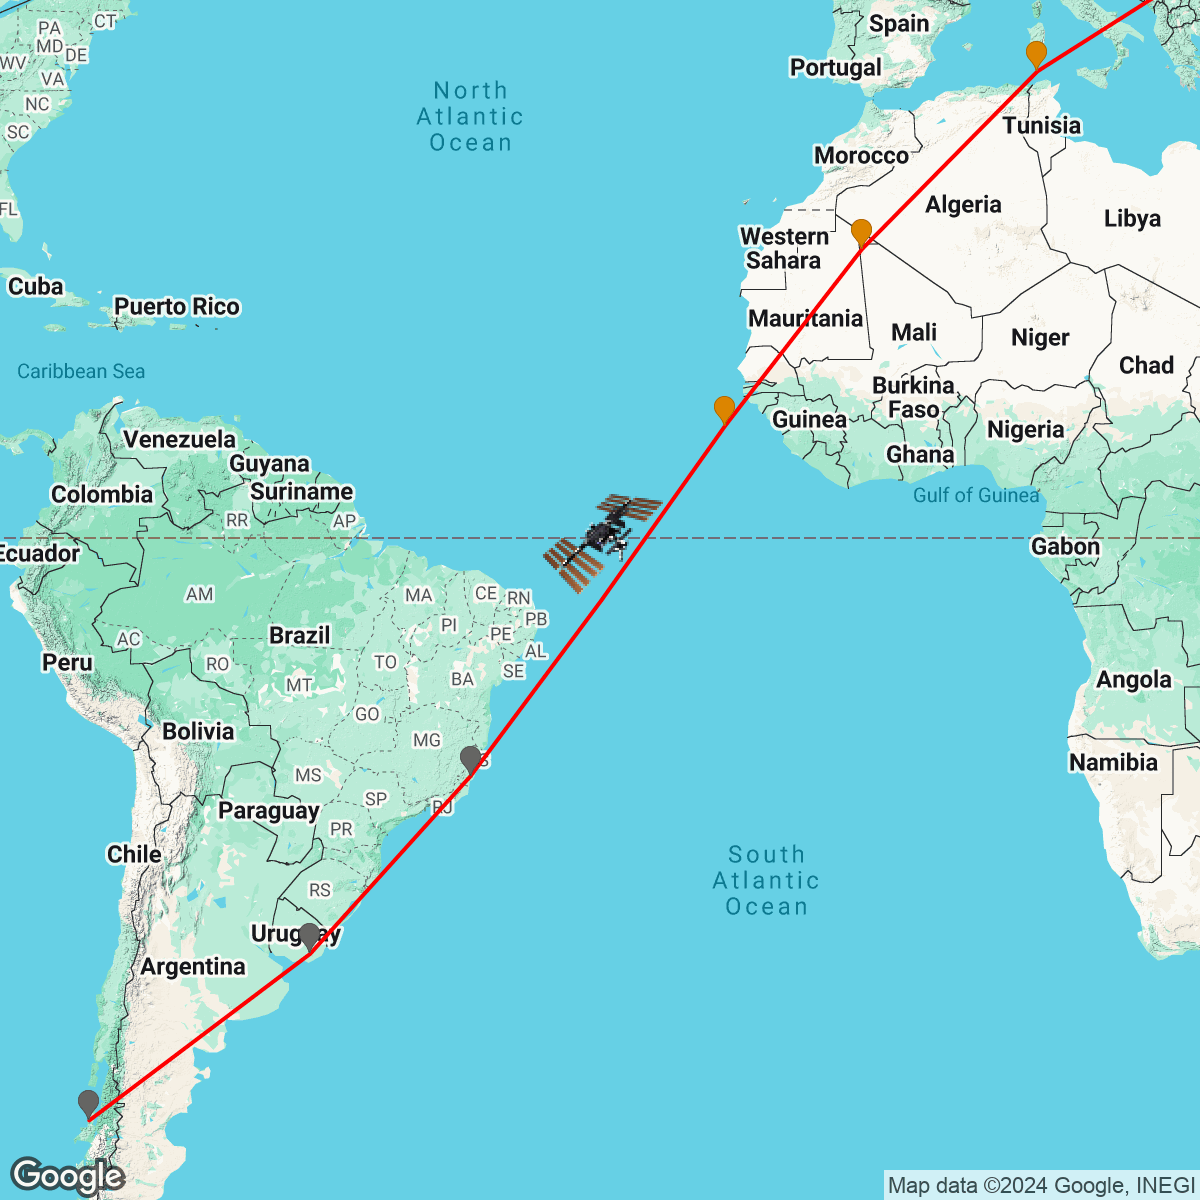 PA
CT
MD
DE
WV
VA
NC
SC
FL
North
Atlantic
Ocean
Spain
Portugal
Tunisia
Morocco
Algeria
Libya
Western
Sahara
Cuba
Puerto Rico
Caribbean Sea
Mauritania
Mali
Niger
Chad
Burkina
Faso
Guinea
Nigeria
Ghana
Gulf of Guinea
Venezuela
Guyana
Suriname
Colombia
RR
AP
Ecuador
Gabon
AM
MA
CE
RN
PI
PB
PE
AC
Brazil
AL
Peru
RO
TO
SE
BA
MT
Angola
GO
Bolivia
MG
MS
Namibia
SP
RJ
Paraguay
PR
Chile
South
Atlantic
Ocean
RS
Uruguay
Argentina
Google
Map data ©2024 Google, INEGI